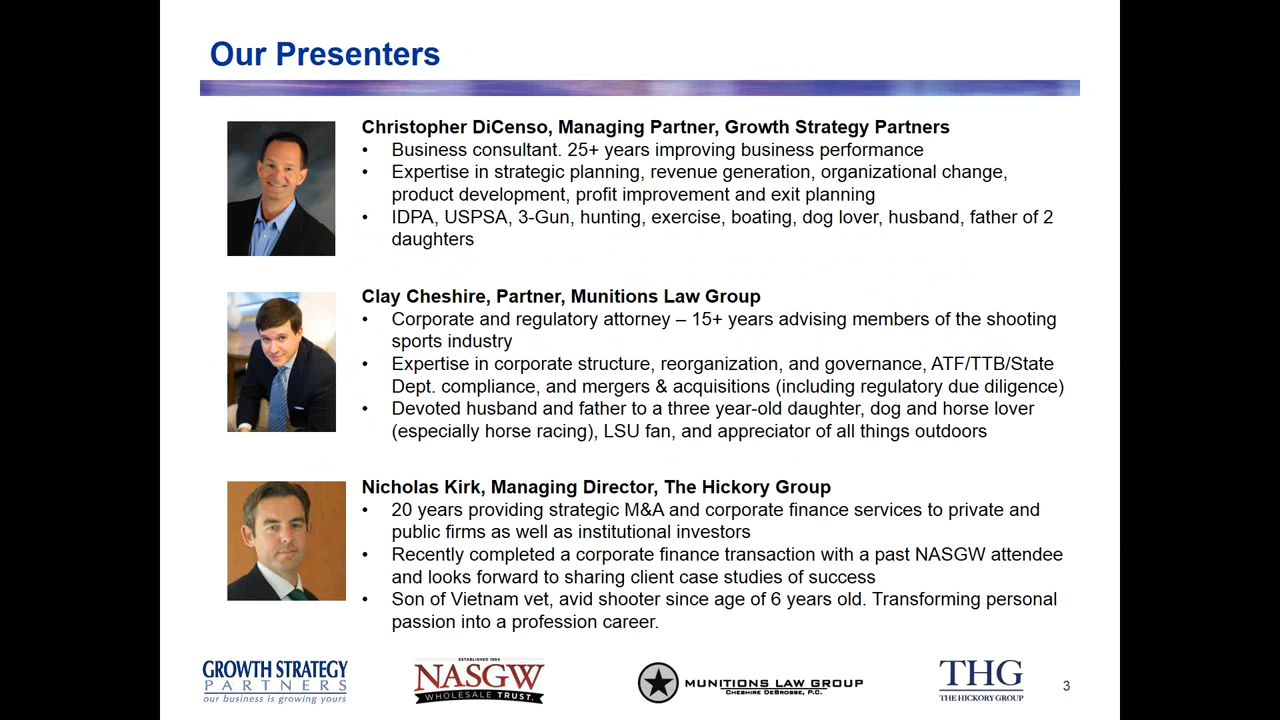 Our Presenters
Christopher DiCenso, Managing Partner, Growth Strategy Partners
• Business consultant. 25+ years improving business performance
• Expertise in strategic planning, revenue generation, organizational change,
product development, profit improvement and exit planning
• IDPA, USPSA, 3-Gun, hunting, exercise, boating, dog lover, husband, father of 2
daughters
Clay Cheshire, Partner, Munitions Law Group
• Corporate and regulatory attorney – 15+ years advising members of the shooting
sports industry
• Expertise in corporate structure, reorganization, and governance, ATF/TTB/State
Dept. compliance, and mergers & acquisitions (including regulatory due diligence)
• Devoted husband and father to a three year-old daughter, dog and horse lover
(especially horse racing), LSU fan, and appreciator of all things outdoors
Nicholas Kirk, Managing Director, The Hickory Group
• 20 years providing strategic M&A and corporate finance services to private and
public firms as well as institutional investors
• Recently completed a corporate finance transaction with a past NASGW attendee
and looks forward to sharing client case studies of success
• Son of Vietnam vet, avid shooter since age of 6 years old. Transforming personal
passion into a profession career.
GROWTH STRATEGY
PARTNERS
our business is growing yours
ESTABLISHED 1954
NASGW
WHOLESALE TRUST.
MUNITIONS LAW GROUP
CHESHIRE DEBROSSE, P.C.
THG
THE HICKORY GROUP
3